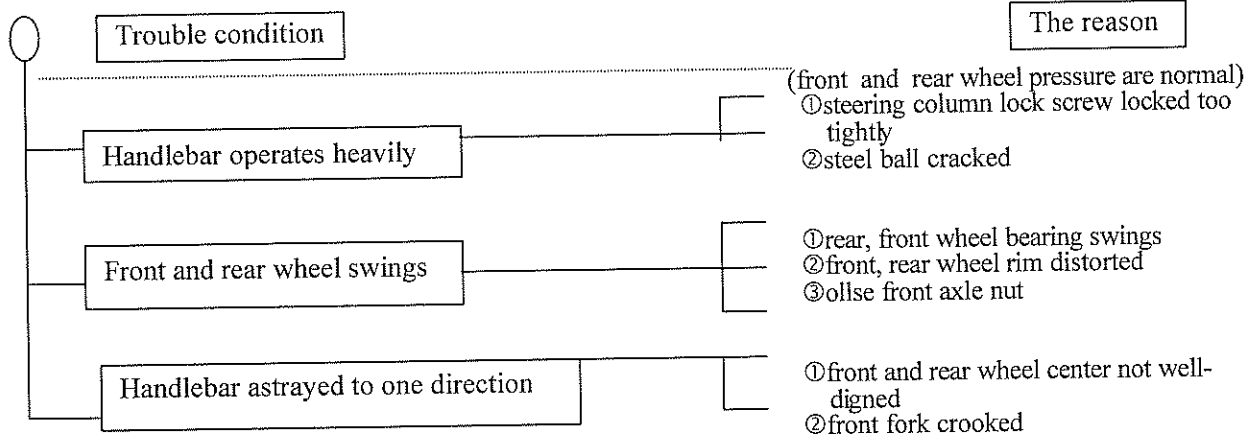 Trouble condition
The reason
(front and rear wheel pressure are normal)
Handlebar operates heavily
①steering column lock screw locked too
tightly
②steel ball cracked
Front and rear wheel swings
①rear, front wheel bearing swings
②front, rear wheel rim distorted
③ollse front axle nut
Handlebar astrayed to one direction
①front and rear wheel center not well-
digned
②front fork crooked